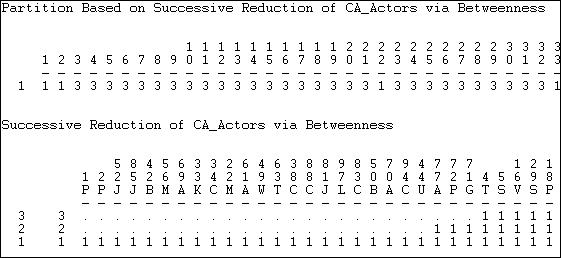 Partition Based on Successive Reduction of CA_Actors via Betweenness
1 1 1 1 1 1 1 1 1 1 2 2 2 2 2 2 2 2 2 2 3 3 3 3
1 2 3 4 5 6 7 8 9 0 1 2 3 4 5 6 7 8 9 0 1 2 3 4 5 6 7 8 9 0 1 2 3
- - - - - - - - - - - - - - - - - - - - - - - - - - - - - - - - -
1 1 1 3 3 3 3 3 3 3 3 3 3 3 3 3 3 3 3 3 3 3 1 3 3 3 3 3 3 3 3 3 3 1
Successive Reduction of CA_Actors via Betweenness
5 8 4 5 6 3 3 2 6 4 6 3 8 8 9 8 5 7 9 4 7 7 7 1 2 1
1 2 2 5 2 6 9 3 4 2 1 9 3 8 8 1 7 3 0 0 4 4 7 2 1 4 5 6 9 8
P P J J B M A K C M A W T C C J L C B A C U A P G T S V S P
- - - - - - - - - - - - - - - - - - - - - - - - - - - - - -
3 3 . . . . . . . . . . . . . . . . . . . . . . . . . 1 1 1 1 1
2 2 . . . . . . . . . . . . . . . . . . . . . . 1 1 1 1 1 1 1 1
1 1 1 1 1 1 1 1 1 1 1 1 1 1 1 1 1 1 1 1 1 1 1 1 1 1 1 1 1 1 1 1